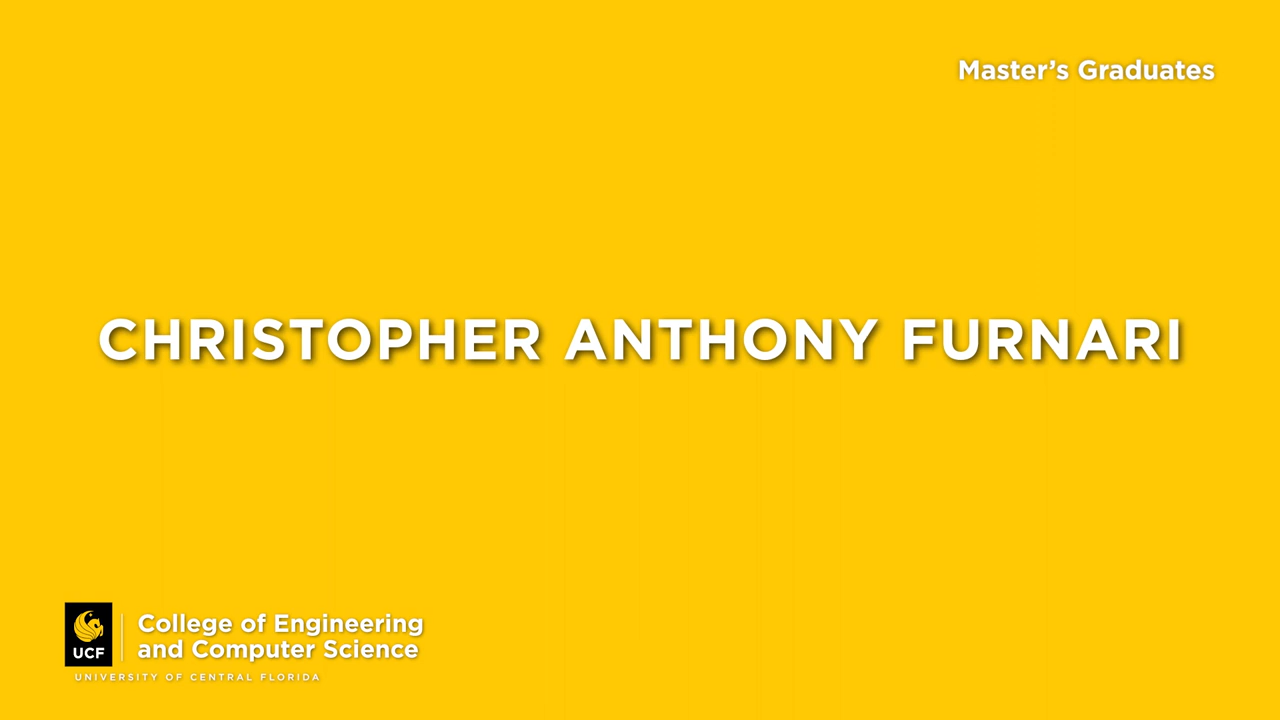 Master's Graduates
CHRISTOPHER ANTHONY FURNARI
College of Engineering
and Computer Science
UCF
UNIVERSITY OF CENTRAL FLORIDA